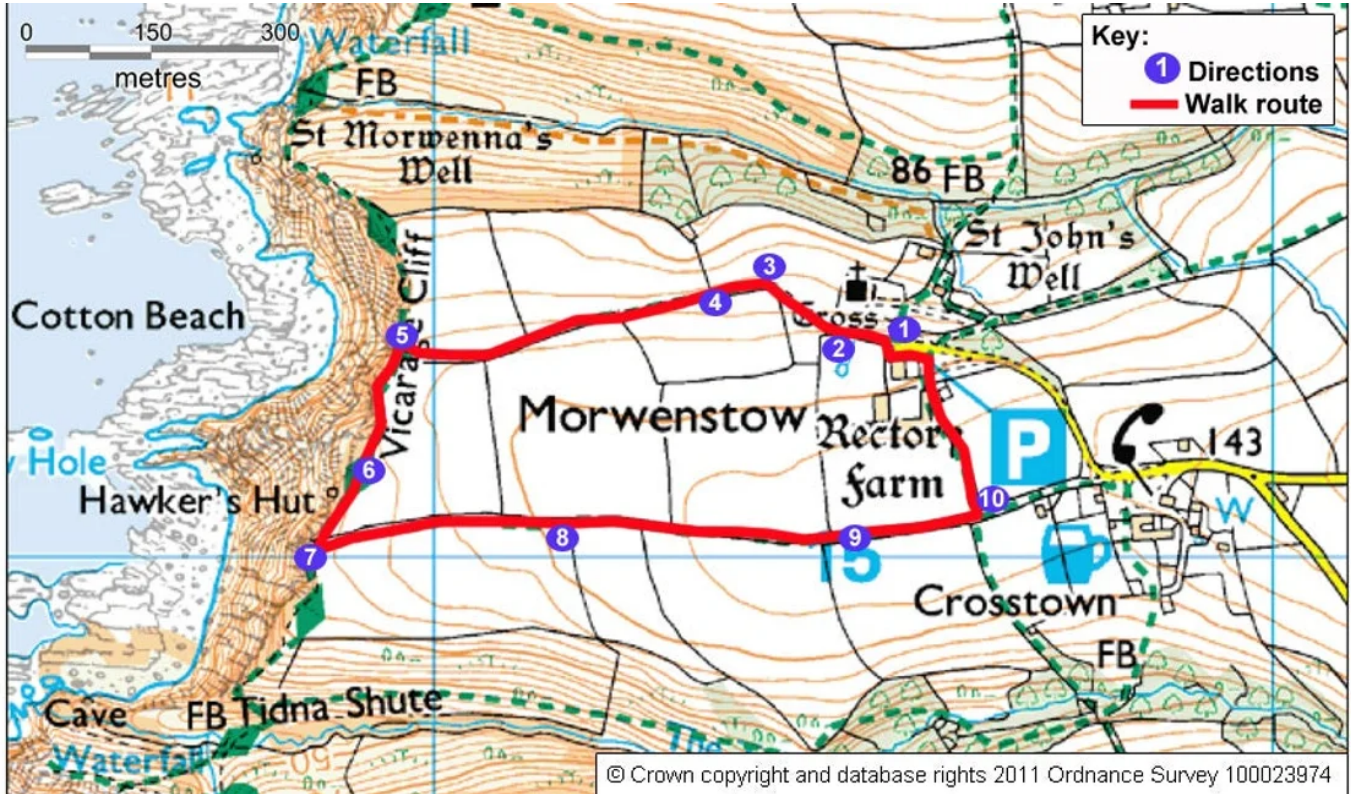 0 150 300
metres
Waterfall
FB
Key:
1 Directions
Walk route
St Morwenna's
Well
86 FB
St John's
Well
Vicarage Cliff
3
4
Cross
1
2
5
Cotton Beach
Morwenstow
Rectory
Farm
P
143
Hole
6
Hawker's Hut
10
W
7
8
9
15
Crosstown
FB
Tidna Shute
Cave
FB
Waterfall
50
The
© Crown copyright and database rights 2011 Ordnance Survey 100023974